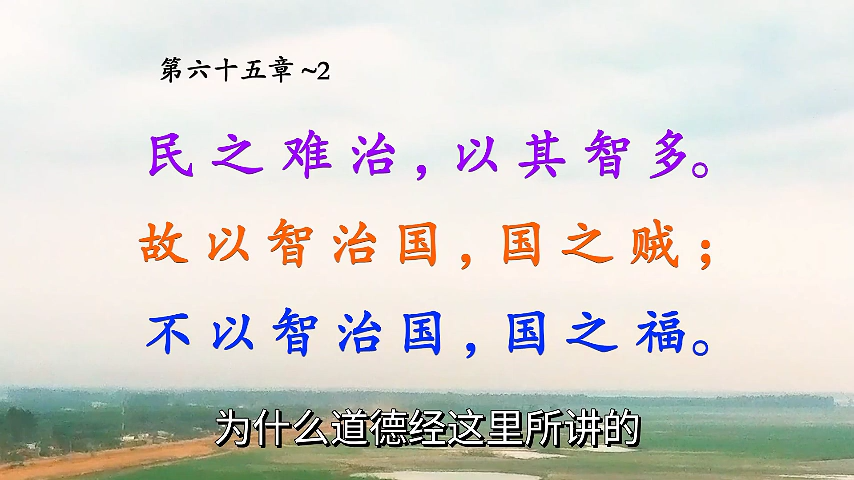 第六十五章 ~2
民之难治，以其智多。
故以智治国，国之贼；
不以智治国，国之福。
为什么道德经这里所讲的